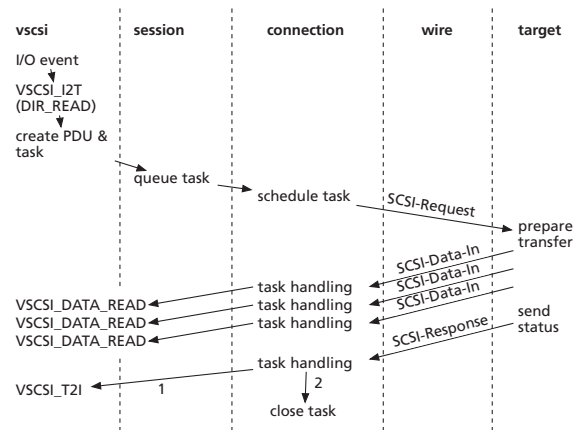 vscsi session connection wire target
I/O event
VSCSI_I2T
(DIR_READ)
create PDU &
task
queue task
schedule task
SCSI-Request
prepare
transfer
SCSI-Data-In
SCSI-Data-In
SCSI-Data-In
task handling
VSCSI_DATA_READ
task handling
VSCSI_DATA_READ
task handling
VSCSI_DATA_READ
send
status
SCSI-Response
task handling
VSCSI_T2I
1
2
close task